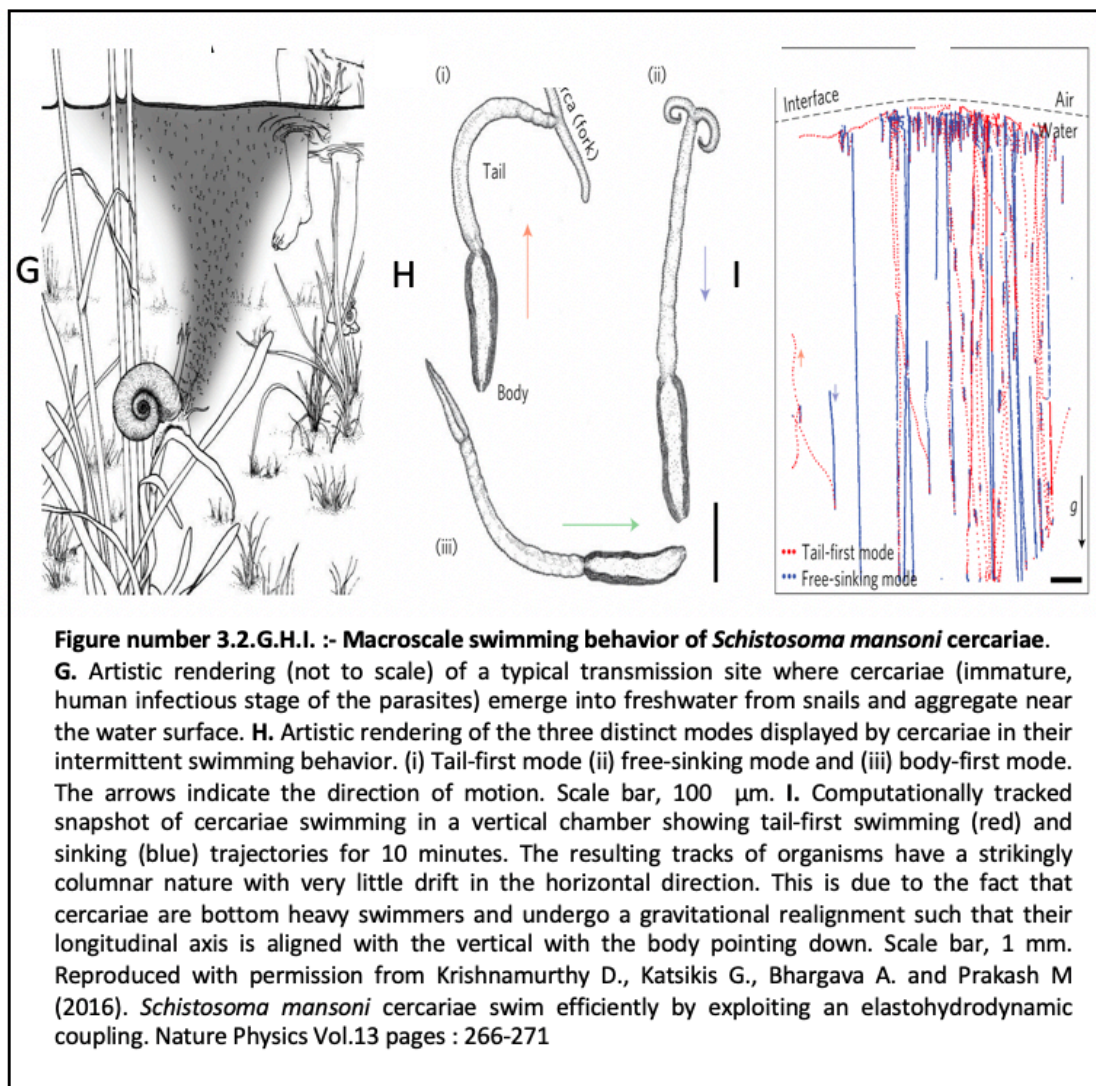 G
H
I
(i)
(ii)
(iii)
rca (fork)
Tail
Body
Interface
Air
Water
g
Tail-first mode
Free-sinking mode
Figure number 3.2.G.H.I. :- Macroscale swimming behavior of Schistosoma mansoni cercariae.
G. Artistic rendering (not to scale) of a typical transmission site where cercariae (immature,
human infectious stage of the parasites) emerge into freshwater from snails and aggregate near
the water surface. H. Artistic rendering of the three distinct modes displayed by cercariae in their
intermittent swimming behavior. (i) Tail-first mode (ii) free-sinking mode and (iii) body-first mode.
The arrows indicate the direction of motion. Scale bar, 100 μm. I. Computationally tracked
snapshot of cercariae swimming in a vertical chamber showing tail-first swimming (red) and
sinking (blue) trajectories for 10 minutes. The resulting tracks of organisms have a strikingly
columnar nature with very little drift in the horizontal direction. This is due to the fact that
cercariae are bottom heavy swimmers and undergo a gravitational realignment such that their
longitudinal axis is aligned with the vertical with the body pointing down. Scale bar, 1 mm.
Reproduced with permission from Krishnamurthy D., Katsikis G., Bhargava A. and Prakash M
(2016). Schistosoma mansoni cercariae swim efficiently by exploiting an elastohydrodynamic
coupling. Nature Physics Vol.13 pages : 266-271